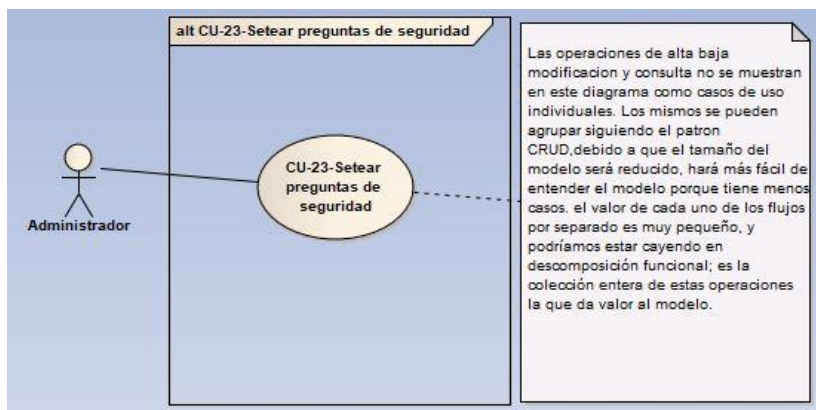 alt CU-23-Setear preguntas de seguridad
Administrador
CU-23-Setear
preguntas de
seguridad
Las operaciones de alta baja
modificacion y consulta no se muestran
en este diagrama como casos de uso
individuales. Los mismos se pueden
agrupar siguiendo el patron
CRUD,debido a que el tamaño del
modelo será reducido, hará más fácil de
entender el modelo porque tiene menos
casos. el valor de cada uno de los flujos
por separado es muy pequeño, y
podríamos estar cayendo en
descomposición funcional; es la
colección entera de estas operaciones
la que da valor al modelo.